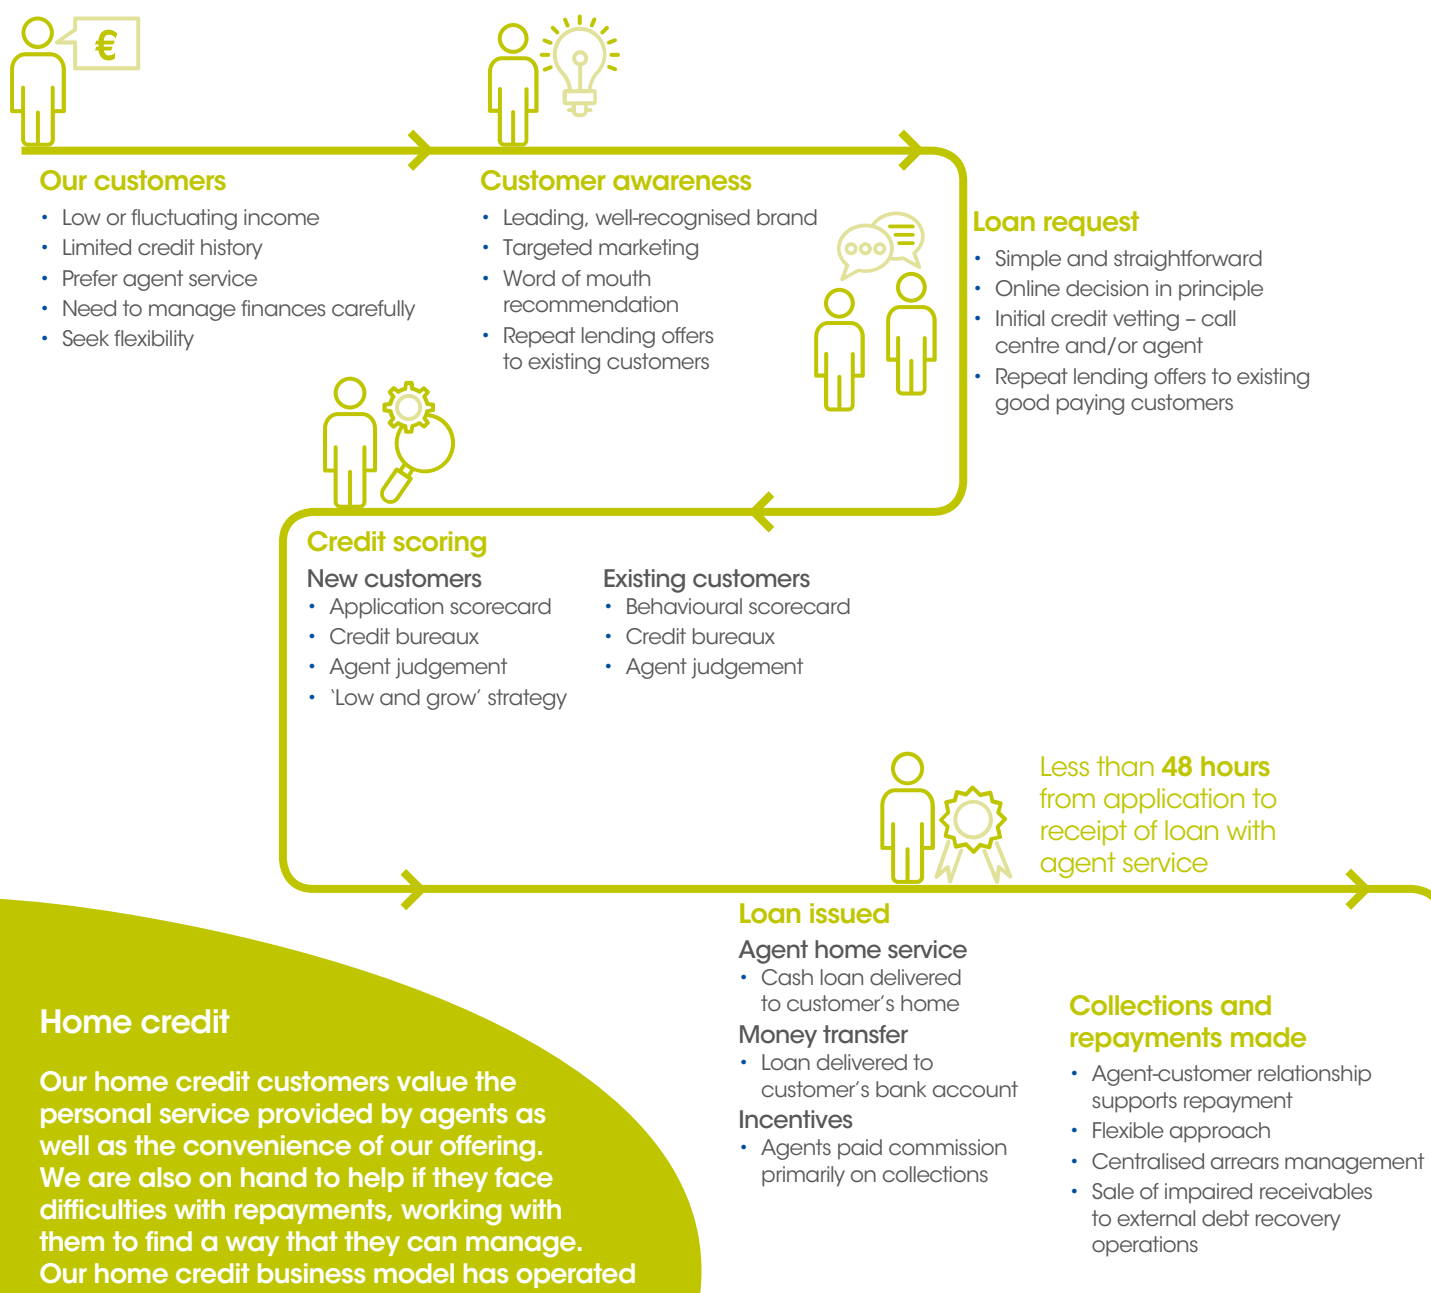 €
Our customers
• Low or fluctuating income
• Limited credit history
• Prefer agent service
• Need to manage finances carefully
• Seek flexibility
Customer awareness
• Leading, well-recognised brand
• Targeted marketing
• Word of mouth
recommendation
• Repeat lending offers
to existing customers
Loan request
• Simple and straightforward
• Online decision in principle
• Initial credit vetting – call
centre and/or agent
• Repeat lending offers to existing
good paying customers
Credit scoring
New customers
• Application scorecard
• Credit bureaux
• Agent judgement
• ‘Low and grow’ strategy
Existing customers
• Behavioural scorecard
• Credit bureaux
• Agent judgement
Less than 48 hours
from application to
receipt of loan with
agent service
Loan issued
Agent home service
• Cash loan delivered
to customer’s home
Money transfer
• Loan delivered to
customer’s bank account
Incentives
• Agents paid commission
primarily on collections
Collections and
repayments made
• Agent-customer relationship
supports repayment
• Flexible approach
• Centralised arrears management
• Sale of impaired receivables
to external debt recovery
operations
Home credit
Our home credit customers value the
personal service provided by agents as
well as the convenience of our offering.
We are also on hand to help if they face
difficulties with repayments, working with
them to find a way that they can manage.
Our home credit business model has operated